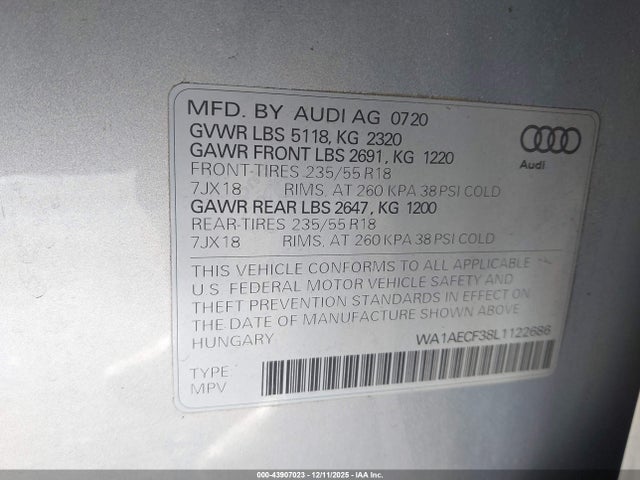 MFD. BY AUDI AG 0720
GVWR LBS 5118, KG 2320
GAWR FRONT LBS 2691, KG 1220
FRONT-TIRES 235/55 R18
7JX18 RIMS, AT 260 KPA 38 PSI COLD
GAWR REAR LBS 2647, KG 1200
REAR-TIRES 235/55 R18
7JX18 RIMS, AT 260 KPA 38 PSI COLD
Audi
THIS VEHICLE CONFORMS TO ALL APPLICABLE
U S FEDERAL MOTOR VEHICLE SAFETY AND
THEFT PREVENTION STANDARDS IN EFFECT ON
THE DATE OF MANUFACTURE SHOWN ABOVE
HUNGARY
WA1AECF38L1122686
TYPE
MPV
000-43907023 - 12/11/2025 - IAAI.com